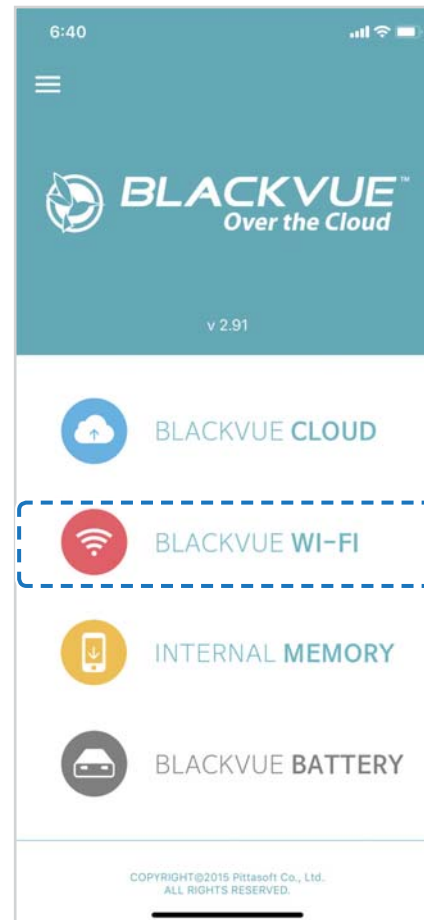 6:40
BLACKVUE™
Over the Cloud
v 2.91
BLACKVUE CLOUD
BLACKVUE WI-FI
INTERNAL MEMORY
BLACKVUE BATTERY
COPYRIGHT@2015 Pittasoft Co., Ltd.
ALL RIGHTS RESERVED.